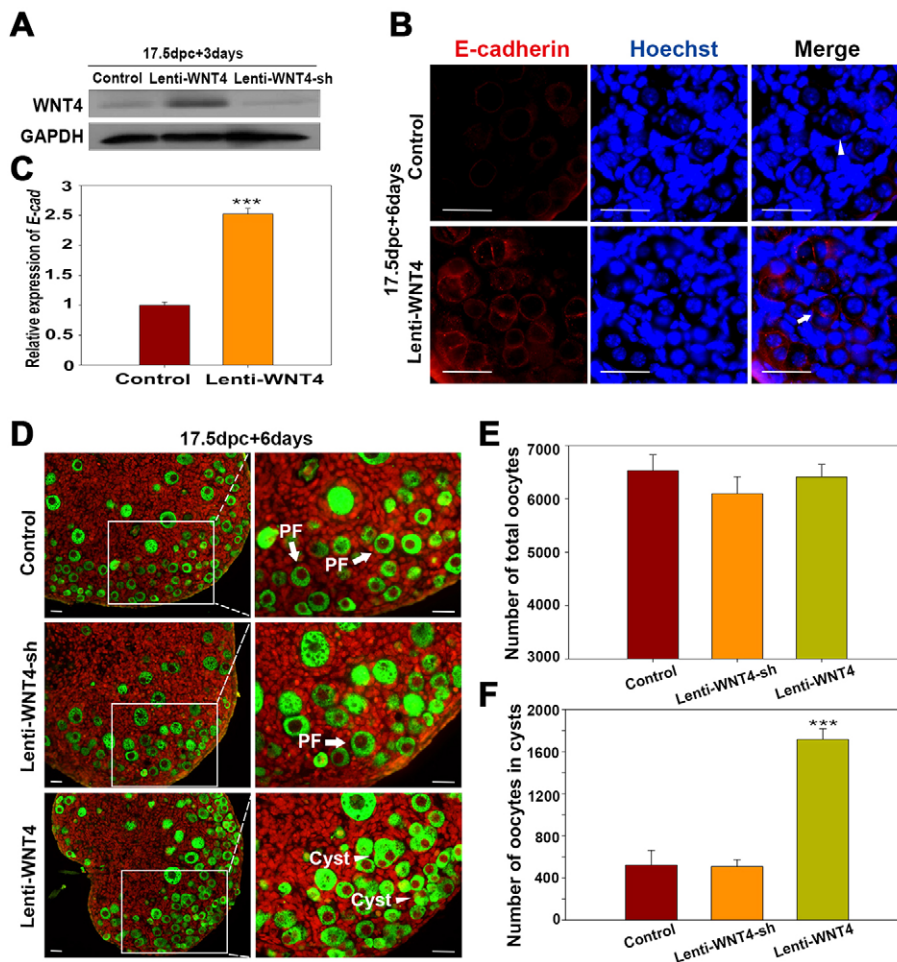 A
17.5dpc+3days
Control Lenti-WNT4 Lenti-WNT4-sh
WNT4
GAPDH
B
E-cadherin Hoechst Merge
17.5dpc+6days
Control
Lenti-WNT4
C
Relative expression of E-cad
3
2.5
2
1.5
1
0.5
0
***
Control Lenti-WNT4
D
17.5dpc+6days
Control
PF
PF
Lenti-WNT4-sh
PF
Lenti-WNT4
Cyst
Cyst
E
Number of total oocytes
7000
6000
5000
4000
3000
Control Lenti-WNT4-sh Lenti-WNT4
F
Number of oocytes in cysts
2000
1600
1200
800
400
0
***
Control Lenti-WNT4-sh Lenti-WNT4